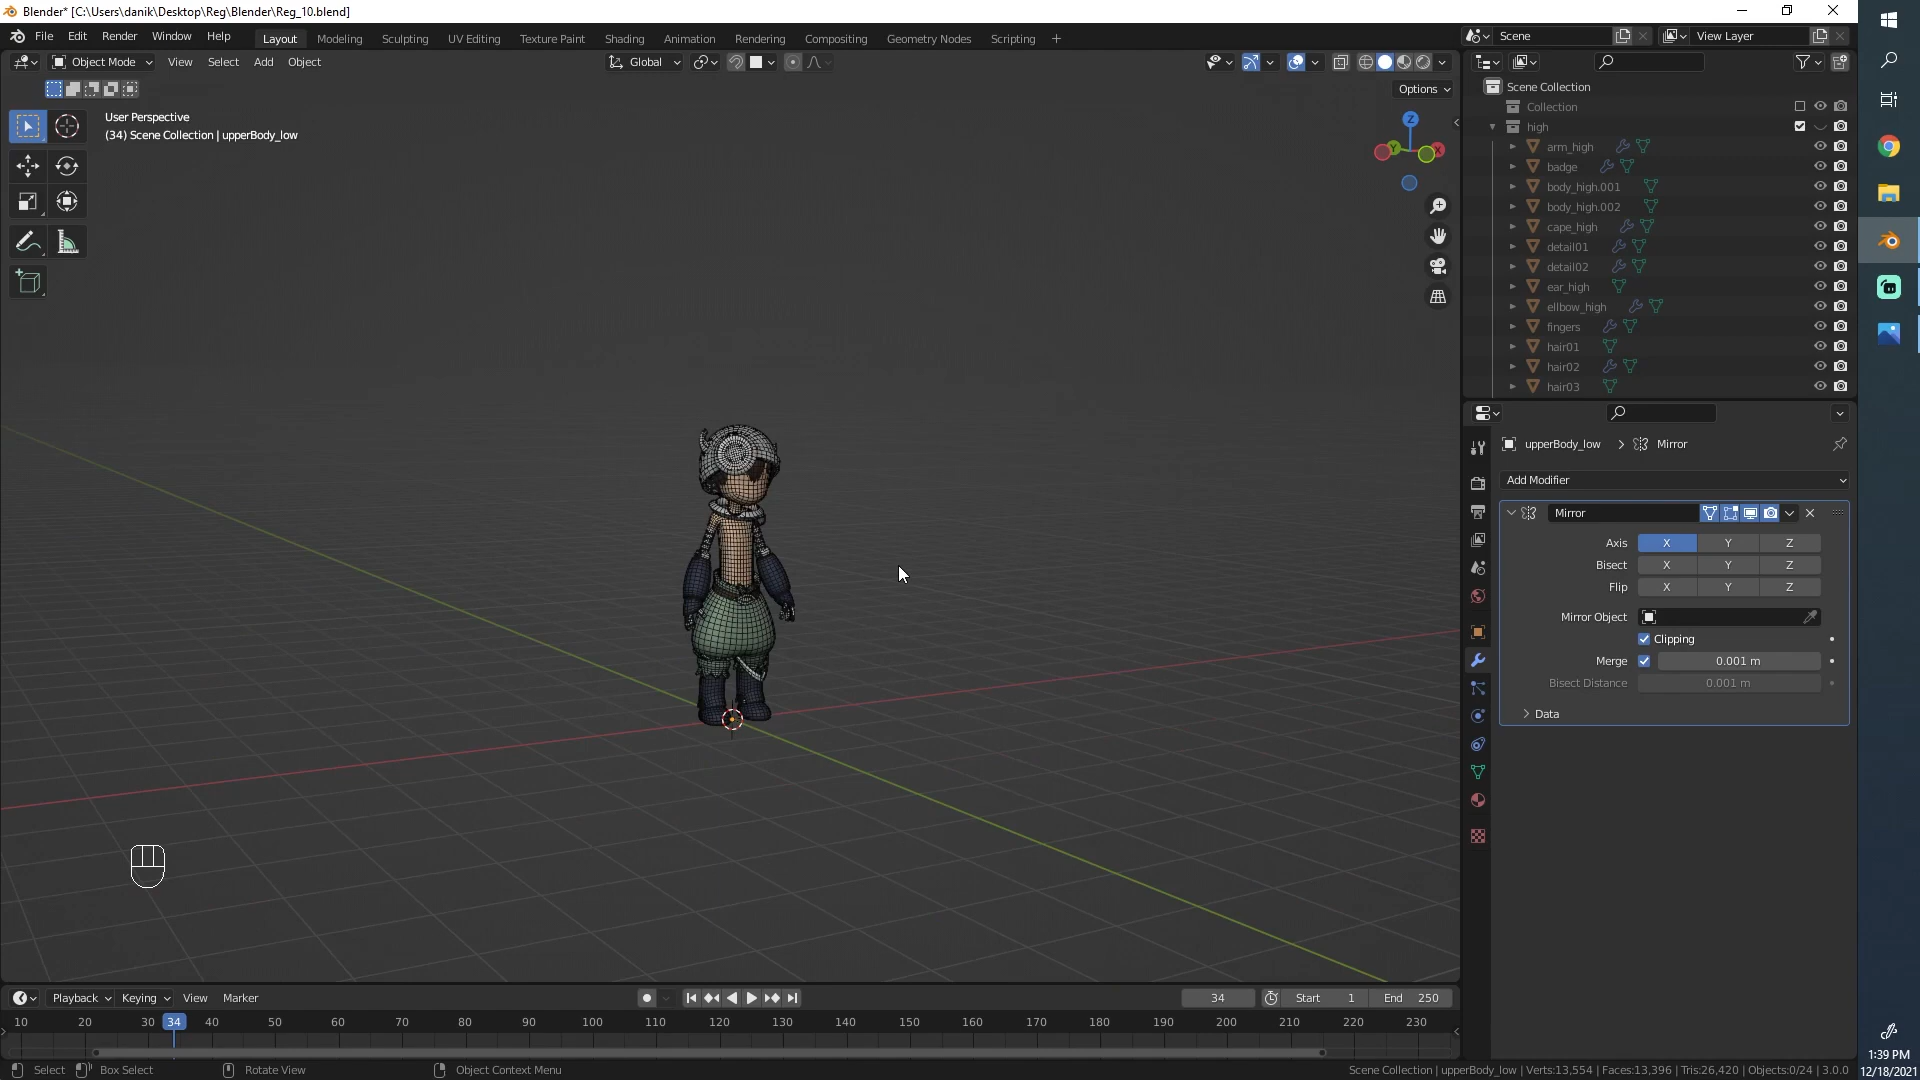 Blender* [C:\Users\danik\Desktop\Reg\Blender\Reg_10.blend]
File Edit Render Window Help Layout Modeling Sculpting UV Editing Texture Paint Shading Animation Rendering Compositing Geometry Nodes Scripting + Scene View Layer
Object Mode View Select Add Object Global
Options
User Perspective
(34) Scene Collection | upperBody_low
Z
Y
X
Scene Collection
Collection
high
arm_high
badge
body_high.001
body_high.002
cape_high
detail01
detail02
ear_high
ellbow_high
fingers
hair01
hair02
hair03
upperBody_low > Mirror
Add Modifier
Mirror
Axis X Y Z
Bisect X Y Z
Flip X Y Z
Mirror Object
Clipping
Merge 0.001 m
Bisect Distance 0.001 m
Data
Playback Keying View Marker 34 Start 1 End 250
10 20 30 34 40 50 60 70 80 90 100 110 120 130 140 150 160 170 180 190 200 210 220 230
Select Box Select Rotate View Object Context Menu
Scene Collection | upperBody_low | Verts:13,554 | Faces:13,396 | Tris:26,420 | Objects:0/24 | 3.0.0
1:39 PM
12/18/2021